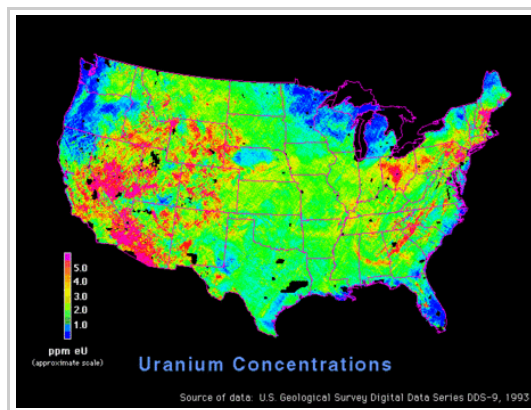 5.0
4.0
3.0
2.0
1.0
ppm eU
(approximate scale)
Uranium Concentrations
Source of data: U.S. Geological Survey Digital Data Series DDS-9, 1993